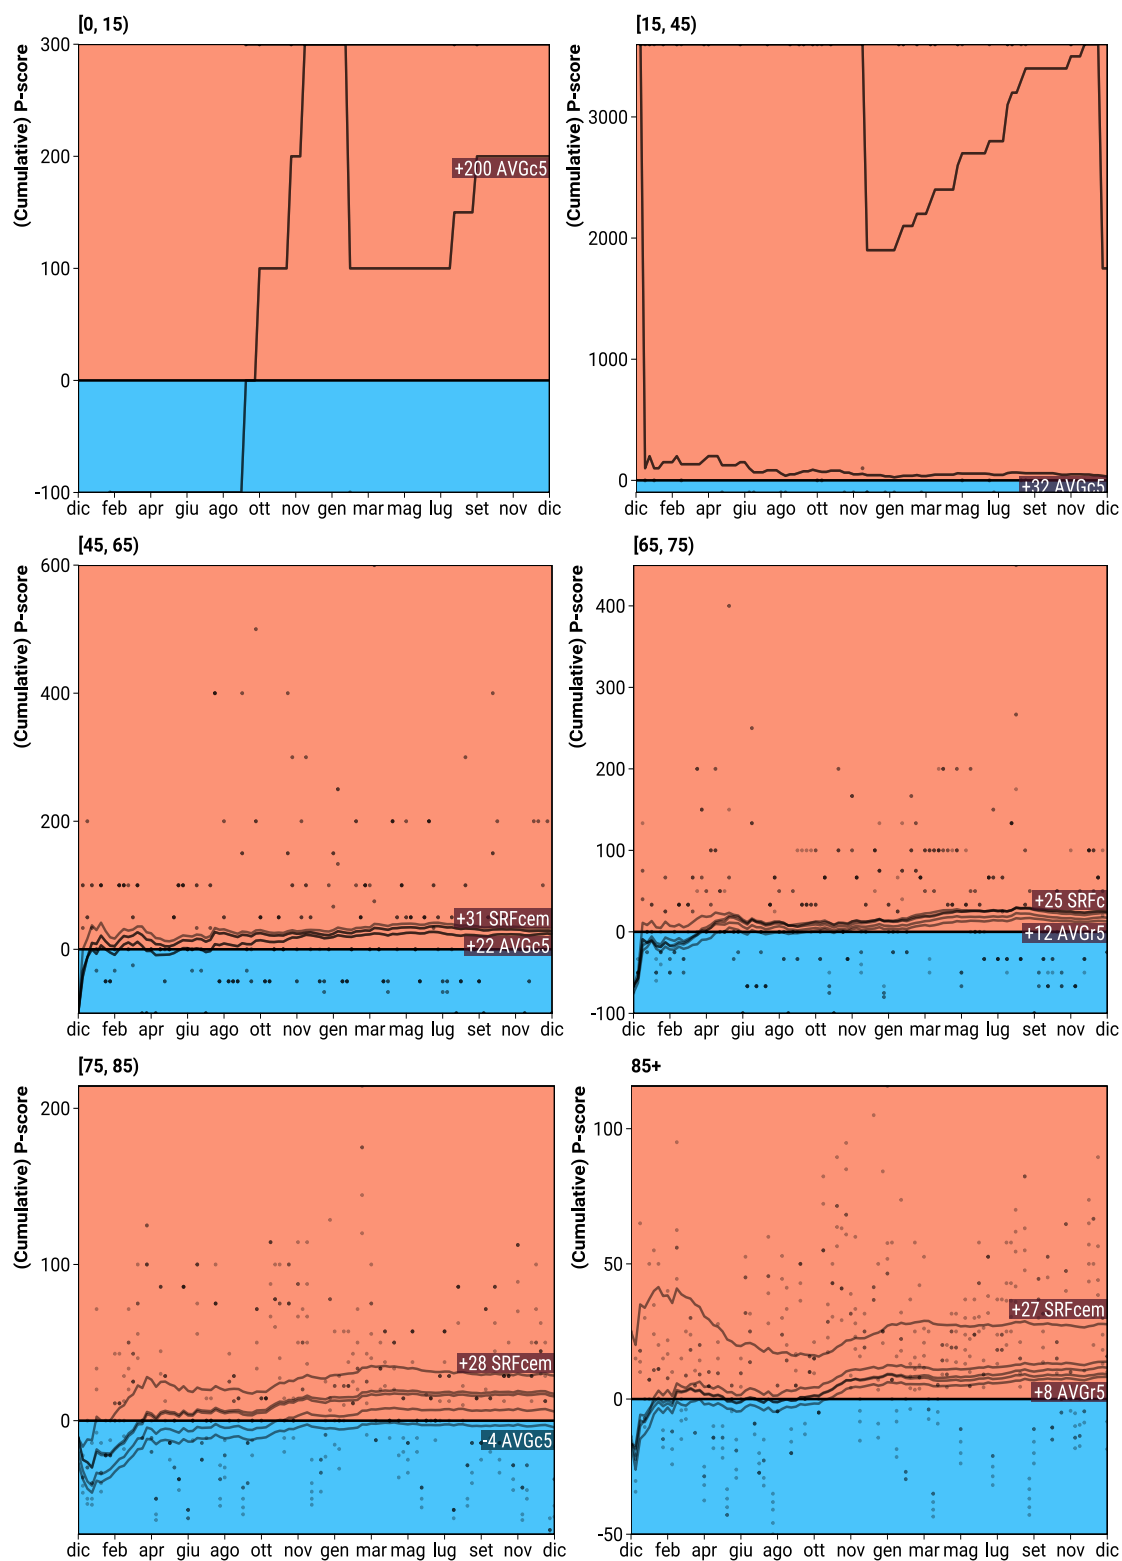 [0, 15)
(Cumulative) P-score
300
200
100
0
-100
+200 AVGc5
dic feb apr giu ago ott nov gen mar mag lug set nov dic
[15, 45)
(Cumulative) P-score
3000
2000
1000
0
+32 AVGc5
dic feb apr giu ago ott nov gen mar mag lug set nov dic
[45, 65)
(Cumulative) P-score
600
400
200
0
+31 SRFcem
+22 AVGc5
dic feb apr giu ago ott nov gen mar mag lug set nov dic
[65, 75)
(Cumulative) P-score
400
300
200
100
0
-100
+25 SRFc
+12 AVGr5
dic feb apr giu ago ott nov gen mar mag lug set nov dic
[75, 85)
(Cumulative) P-score
200
100
0
+28 SRFcem
-4 AVGc5
dic feb apr giu ago ott nov gen mar mag lug set nov dic
85+
(Cumulative) P-score
100
50
0
-50
+27 SRFcem
+8 AVGr5
dic feb apr giu ago ott nov gen mar mag lug set nov dic